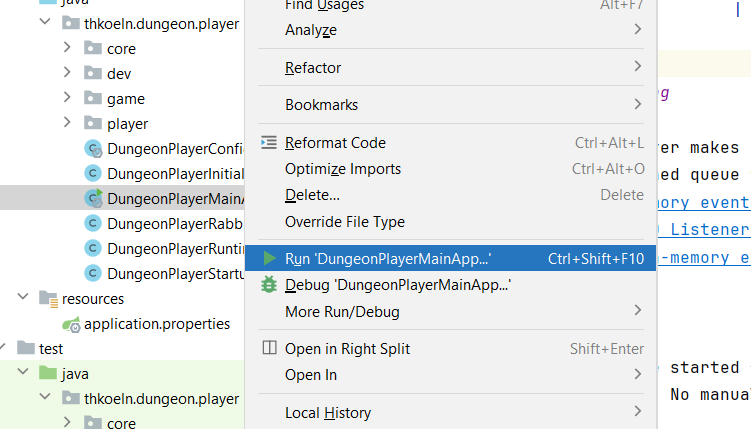 java
thkoeln.dungeon.player
core
dev
game
player
DungeonPlayerConfi
DungeonPlayerInitial
DungeonPlayerMainA
DungeonPlayerRabb
DungeonPlayerRuntir
DungeonPlayerStartu
resources
application.properties
test
java
thkoeln.dungeon.player
core
Find Usages Alt+F7
Analyze
Refactor
Bookmarks
Reformat Code Ctrl+Alt+L
Optimize Imports Ctrl+Alt+O
Delete... Delete
Override File Type
Run 'DungeonPlayerMainApp...' Ctrl+Shift+F10
Debug 'DungeonPlayerMainApp...'
More Run/Debug
Open in Right Split Shift+Enter
Open In
Local History
g
er makes
ed queue
ory event
Listener
-memory e
started
No manua